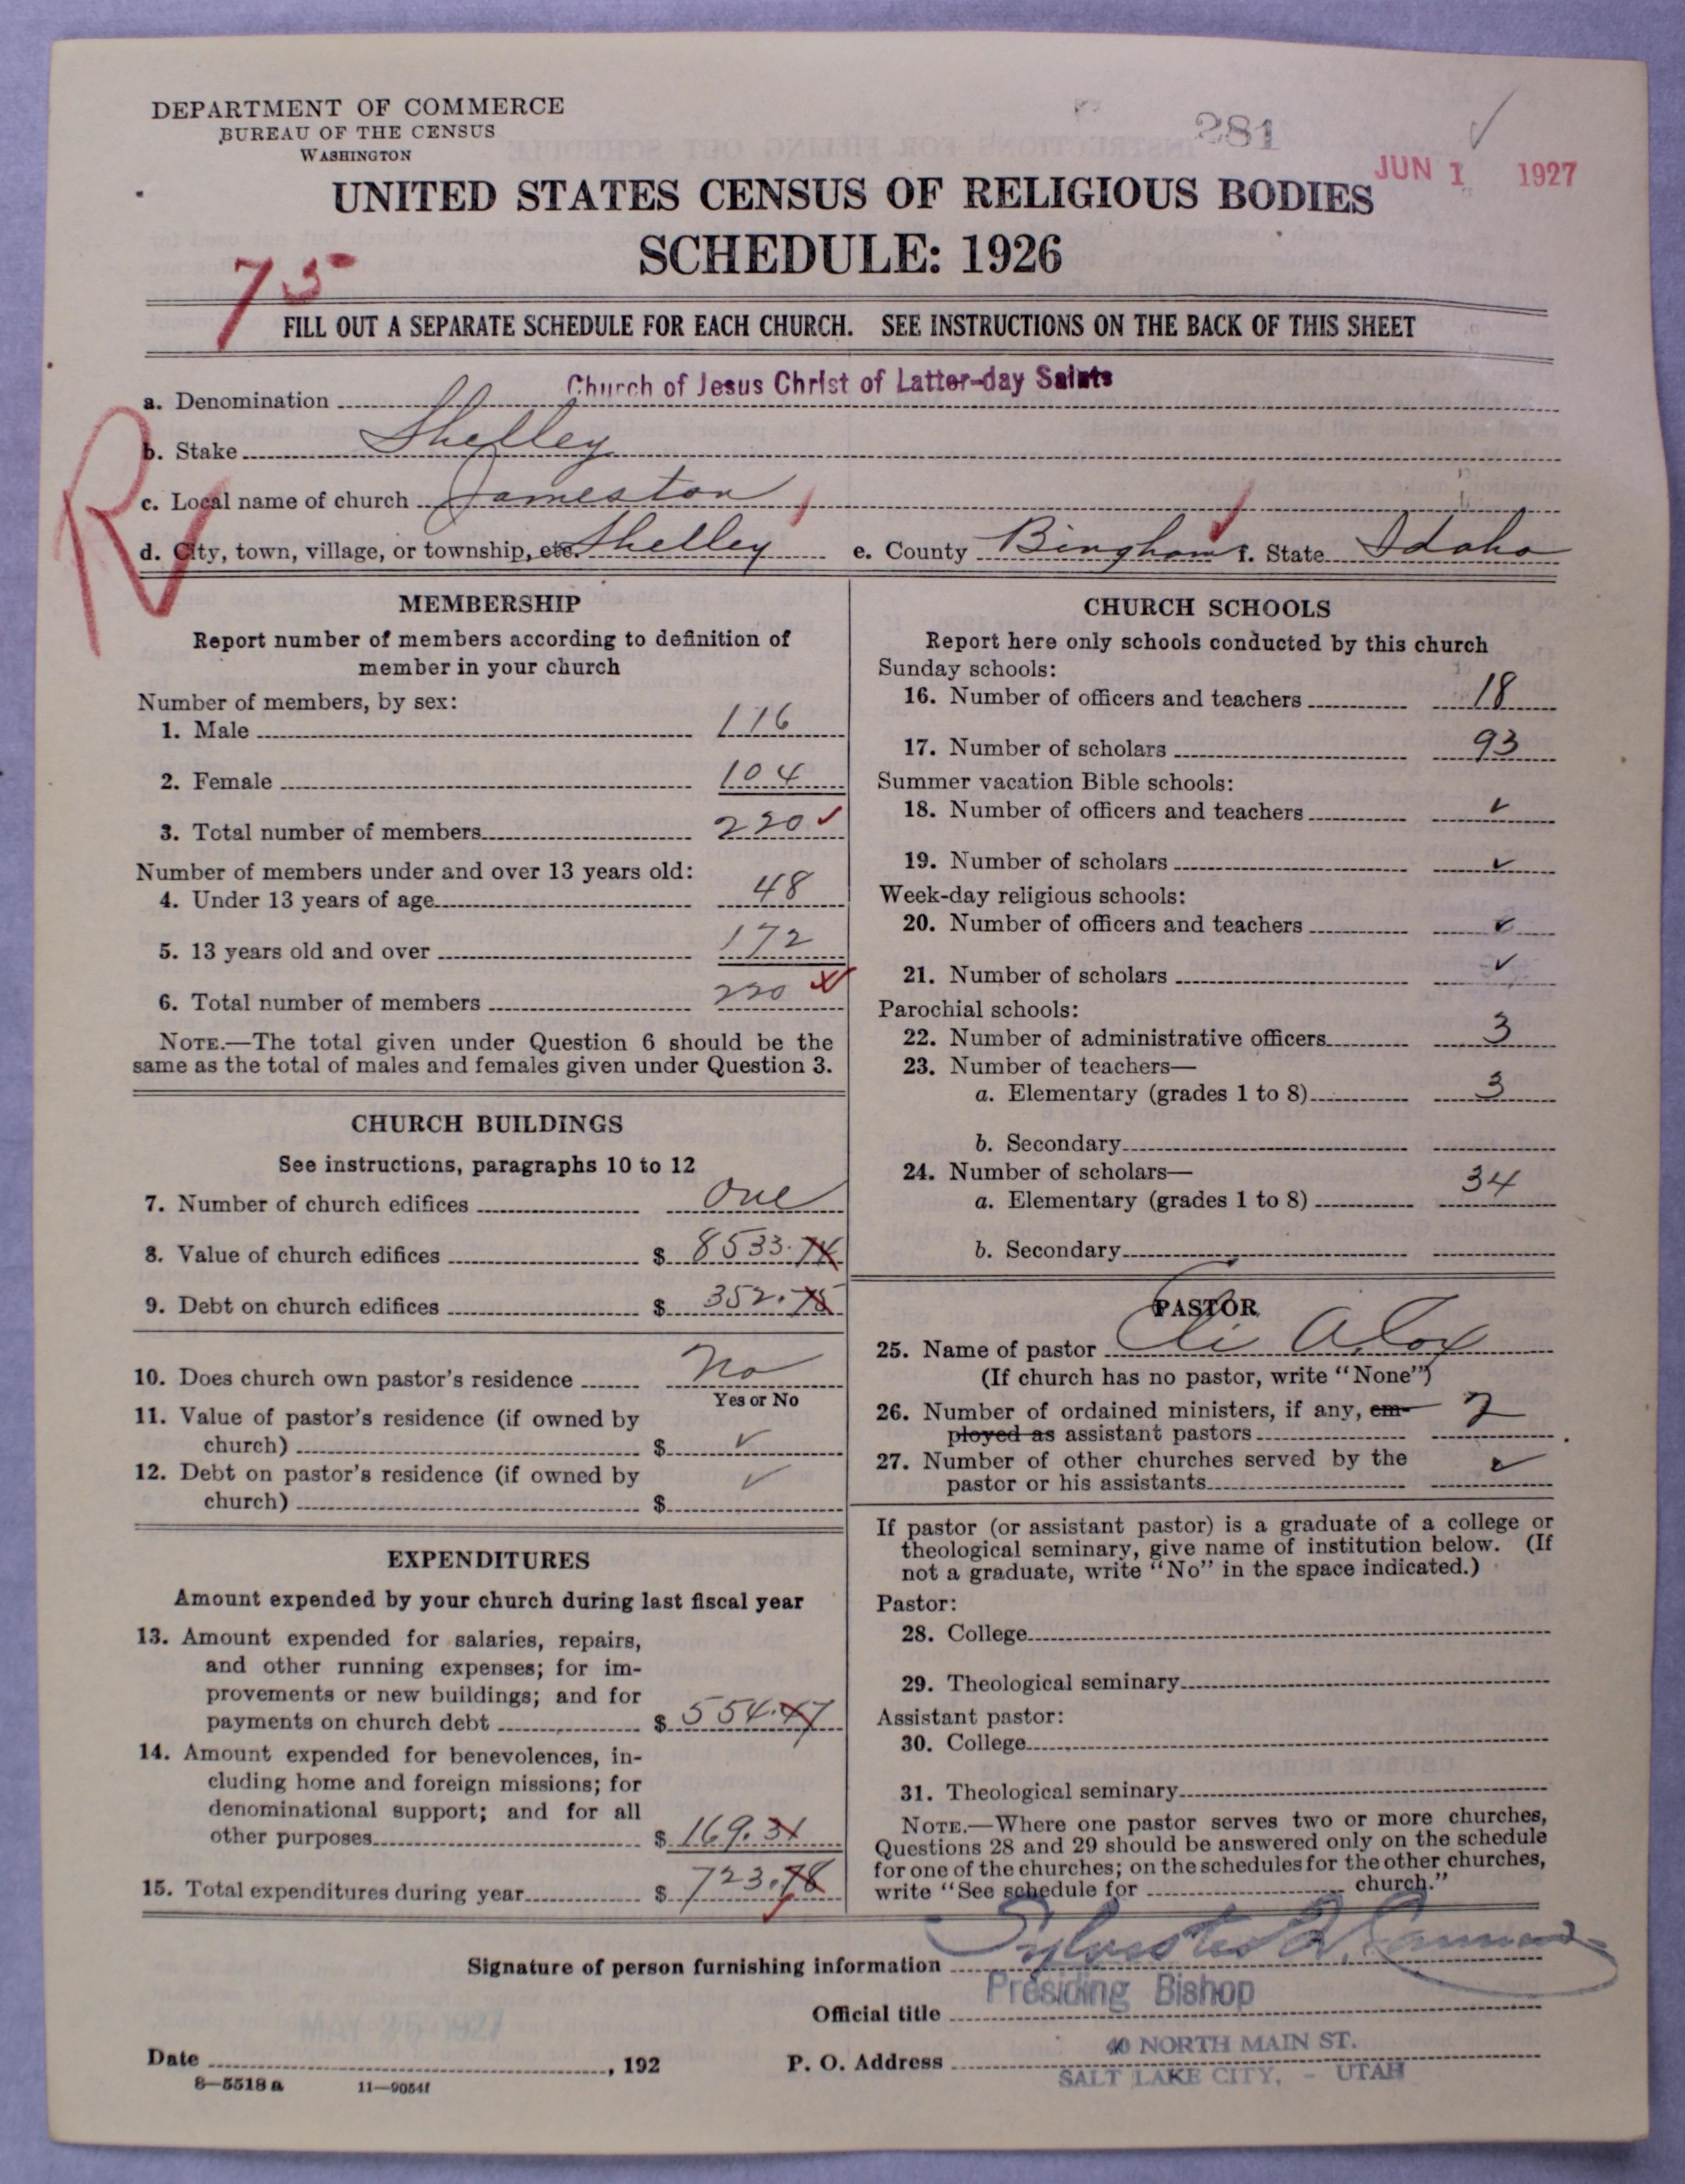 DEPARTMENT OF COMMERCE
BUREAU OF THE CENSUS
WASHINGTON
281
JUN 1 1927
UNITED STATES CENSUS OF RELIGIOUS BODIES
SCHEDULE: 1926
75
FILL OUT A SEPARATE SCHEDULE FOR EACH CHURCH. SEE INSTRUCTIONS ON THE BACK OF THIS SHEET
R
a. Denomination Church of Jesus Christ of Latter-day Saints
b. Stake Shelley
c. Local name of church Jameston
d. City, town, village, or township, etc. Shelley e. County Bingham f. State Idaho
MEMBERSHIP
Report number of members according to definition of
member in your church
Number of members, by sex:
1. Male 116
2. Female 104
3. Total number of members 220 ✓
Number of members under and over 13 years old:
4. Under 13 years of age 48
5. 13 years old and over 172
6. Total number of members 220
NOTE.—The total given under Question 6 should be the
same as the total of males and females given under Question 3.
CHURCH BUILDINGS
See instructions, paragraphs 10 to 12
7. Number of church edifices One
8. Value of church edifices $ 8533.74
9. Debt on church edifices $ 352.75
10. Does church own pastor's residence No
Yes or No
11. Value of pastor's residence (if owned by
church) $ ✓
12. Debt on pastor's residence (if owned by
church) $ ✓
EXPENDITURES
Amount expended by your church during last fiscal year
13. Amount expended for salaries, repairs,
and other running expenses; for im-
provements or new buildings; and for
payments on church debt $ 554.47
14. Amount expended for benevolences, in-
cluding home and foreign missions; for
denominational support; and for all
other purposes $ 169.31
15. Total expenditures during year $ 723.78
CHURCH SCHOOLS
Report here only schools conducted by this church
Sunday schools:
16. Number of officers and teachers 18
17. Number of scholars 93
Summer vacation Bible schools:
18. Number of officers and teachers ✓
19. Number of scholars ✓
Week-day religious schools:
20. Number of officers and teachers ✓
21. Number of scholars ✓
Parochial schools:
22. Number of administrative officers 3
23. Number of teachers—
a. Elementary (grades 1 to 8) 3
b. Secondary
24. Number of scholars—
a. Elementary (grades 1 to 8) 34
b. Secondary
PASTOR
25. Name of pastor Eli A. Cox
(If church has no pastor, write "None")
26. Number of ordained ministers, if any, em-
ployed as assistant pastors 2
27. Number of other churches served by the
pastor or his assistants ✓
If pastor (or assistant pastor) is a graduate of a college or
theological seminary, give name of institution below. (If
not a graduate, write "No" in the space indicated.)
Pastor:
28. College
29. Theological seminary
Assistant pastor:
30. College
31. Theological seminary
NOTE.—Where one pastor serves two or more churches,
Questions 28 and 29 should be answered only on the schedule
for one of the churches; on the schedules for the other churches,
write "See schedule for church."
Signature of person furnishing information Sylvester Q. Cannon
Official title Presiding Bishop
MAY 25 1927
Date , 192 P. O. Address 40 NORTH MAIN ST.
SALT LAKE CITY, - UTAH
8—5518 a 11—9054f